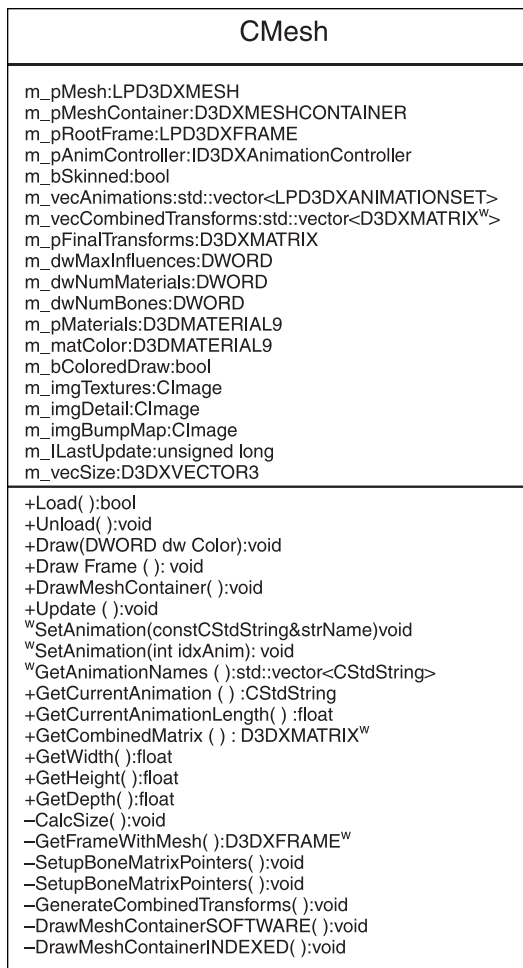 CMesh
m_pMesh:LPD3DXMESH
m_pMeshContainer:D3DXMESHCONTAINER
m_pRootFrame:LPD3DXFRAME
m_pAnimController:ID3DXAnimationController
m_bSkinned:bool
m_vecAnimations:std::vector<LPD3DXANIMATIONSET>
m_vecCombinedTransforms:std::vector<D3DXMATRIXʷ>
m_pFinalTransforms:D3DXMATRIX
m_dwMaxInfluences:DWORD
m_dwNumMaterials:DWORD
m_dwNumBones:DWORD
m_pMaterials:D3DMATERIAL9
m_matColor:D3DMATERIAL9
m_bColoredDraw:bool
m_imgTextures:CImage
m_imgDetail:CImage
m_imgBumpMap:CImage
m_lLastUpdate:unsigned long
m_vecSize:D3DXVECTOR3
+Load( ):bool
+Unload( ):void
+Draw(DWORD dw Color):void
+Draw Frame ( ): void
+DrawMeshContainer( ):void
+Update ( ):void
ʷSetAnimation(constCStdString&strName)void
ʷSetAnimation(int idxAnim): void
ʷGetAnimationNames ( ):std::vector<CStdString>
+GetCurrentAnimation ( ) :CStdString
+GetCurrentAnimationLength( ) :float
+GetCombinedMatrix ( ) : D3DXMATRIXʷ
+GetWidth( ):float
+GetHeight( ):float
+GetDepth( ):float
–CalcSize( ):void
–GetFrameWithMesh( ):D3DXFRAMEʷ
–SetupBoneMatrixPointers( ):void
–SetupBoneMatrixPointers( ):void
–GenerateCombinedTransforms( ):void
–DrawMeshContainerSOFTWARE( ):void
–DrawMeshContainerINDEXED( ):void